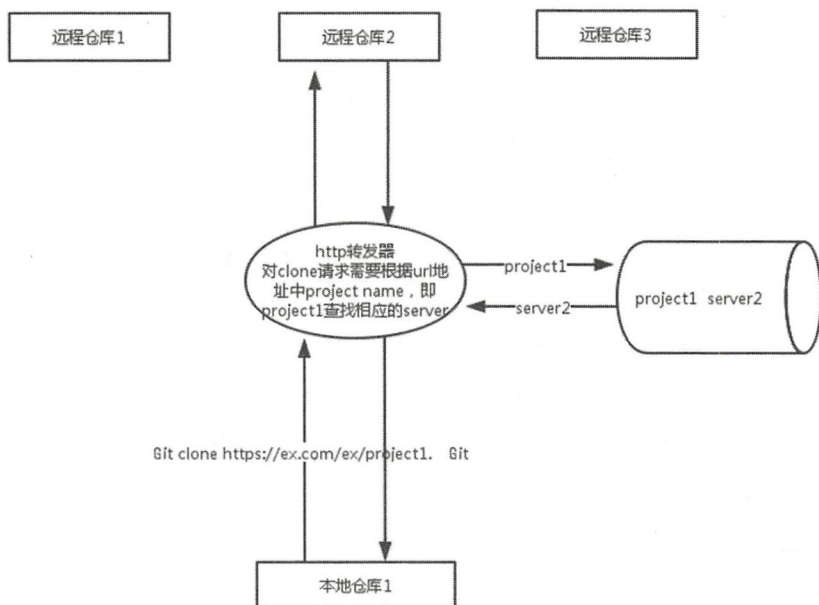 远程仓库1
远程仓库2
远程仓库3
http转发器
对clone请求需要根据url地
址中project name，即
project1查找相应的server
project1
server2
project1 server2
Git clone https://ex.com/ex/project1. Git
本地仓库1